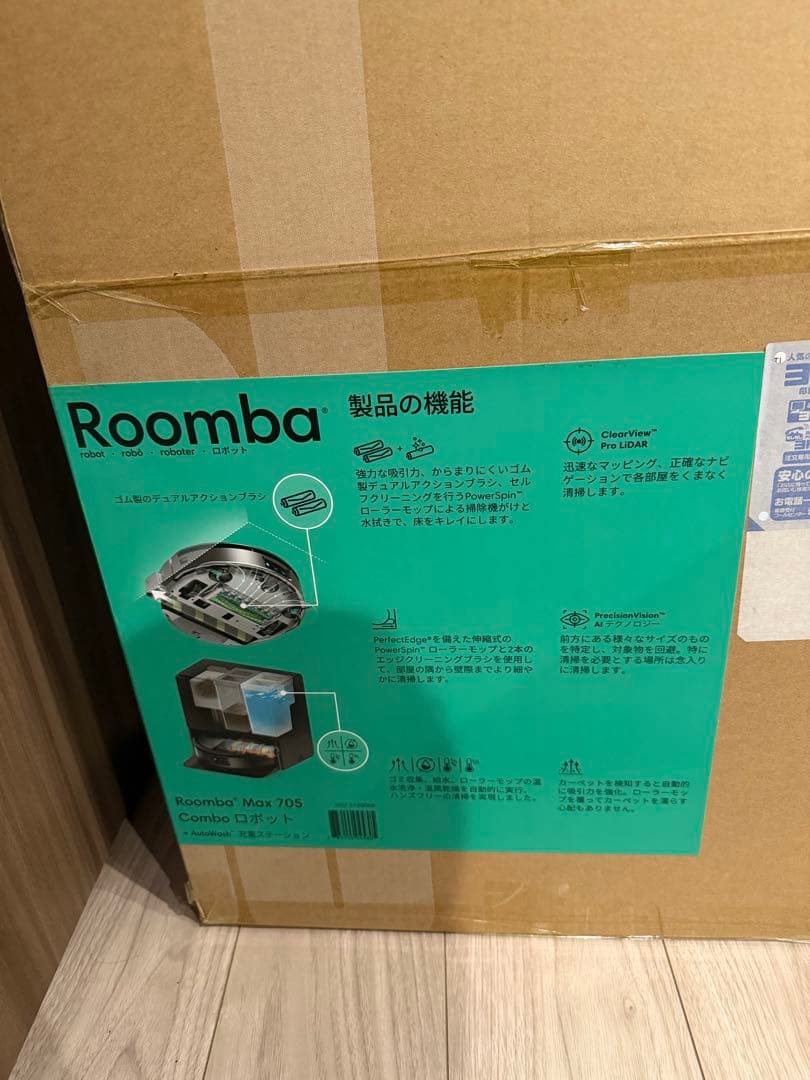 Roomba®
robot · robô · roboter · ロボット
製品の機能
ゴム製のデュアルアクションブラシ
強力な吸引力、からまりにくいゴム
製デュアルアクションブラシ、セル
フクリーニングを行うPowerSpin™
ローラーモップによる掃除機がけと
水拭きで、床をキレイにします。
ClearView™
Pro LiDAR
迅速なマッピング、正確なナビ
ゲーションで各部屋をくまなく
清掃します。
PerfectEdge®を備えた伸縮式の
PowerSpin™ ローラーモップと2本の
エッジクリーニングブラシを使用し
て、部屋の隅から壁際までより細や
かに清掃します。
PrecisionVision™
AI テクノロジー
前方にある様々なサイズのもの
を特定し、対象物を回避。特に
清掃を必要とする場所は念入り
に清掃します。
ゴミ収集、給水、ローラーモップの温
水洗浄・温風乾燥を自動的に実行。
ハンズフリーの清掃を実現しました。
カーペットを検知すると自動的
に吸引力を強化。ローラーモッ
プを覆ってカーペットを濡らす
心配もありません。
Roomba® Max 705
Combo ロボット
+ AutoWash™ 充電ステーション
人気の
安心の
お電話一